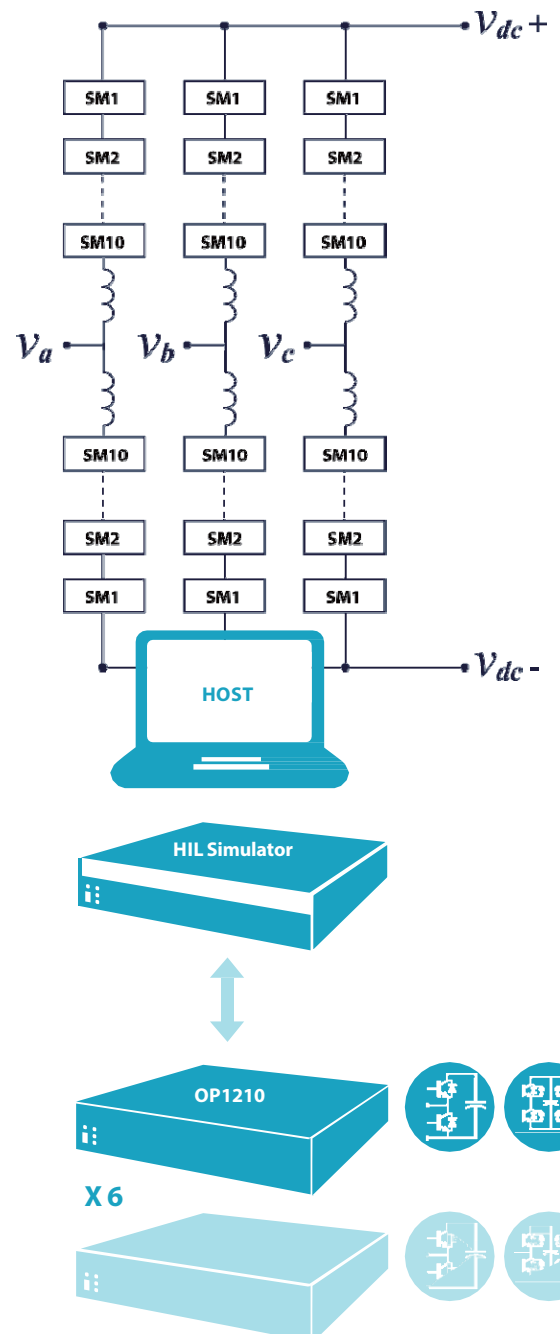 Vdc +
SM1 SM1 SM1
SM2 SM2 SM2
SM10 SM10 SM10
Va Vb Vc
SM10 SM10 SM10
SM2 SM2 SM2
SM1 SM1 SM1
Vdc -
HOST
HIL Simulator
OP1210
X 6